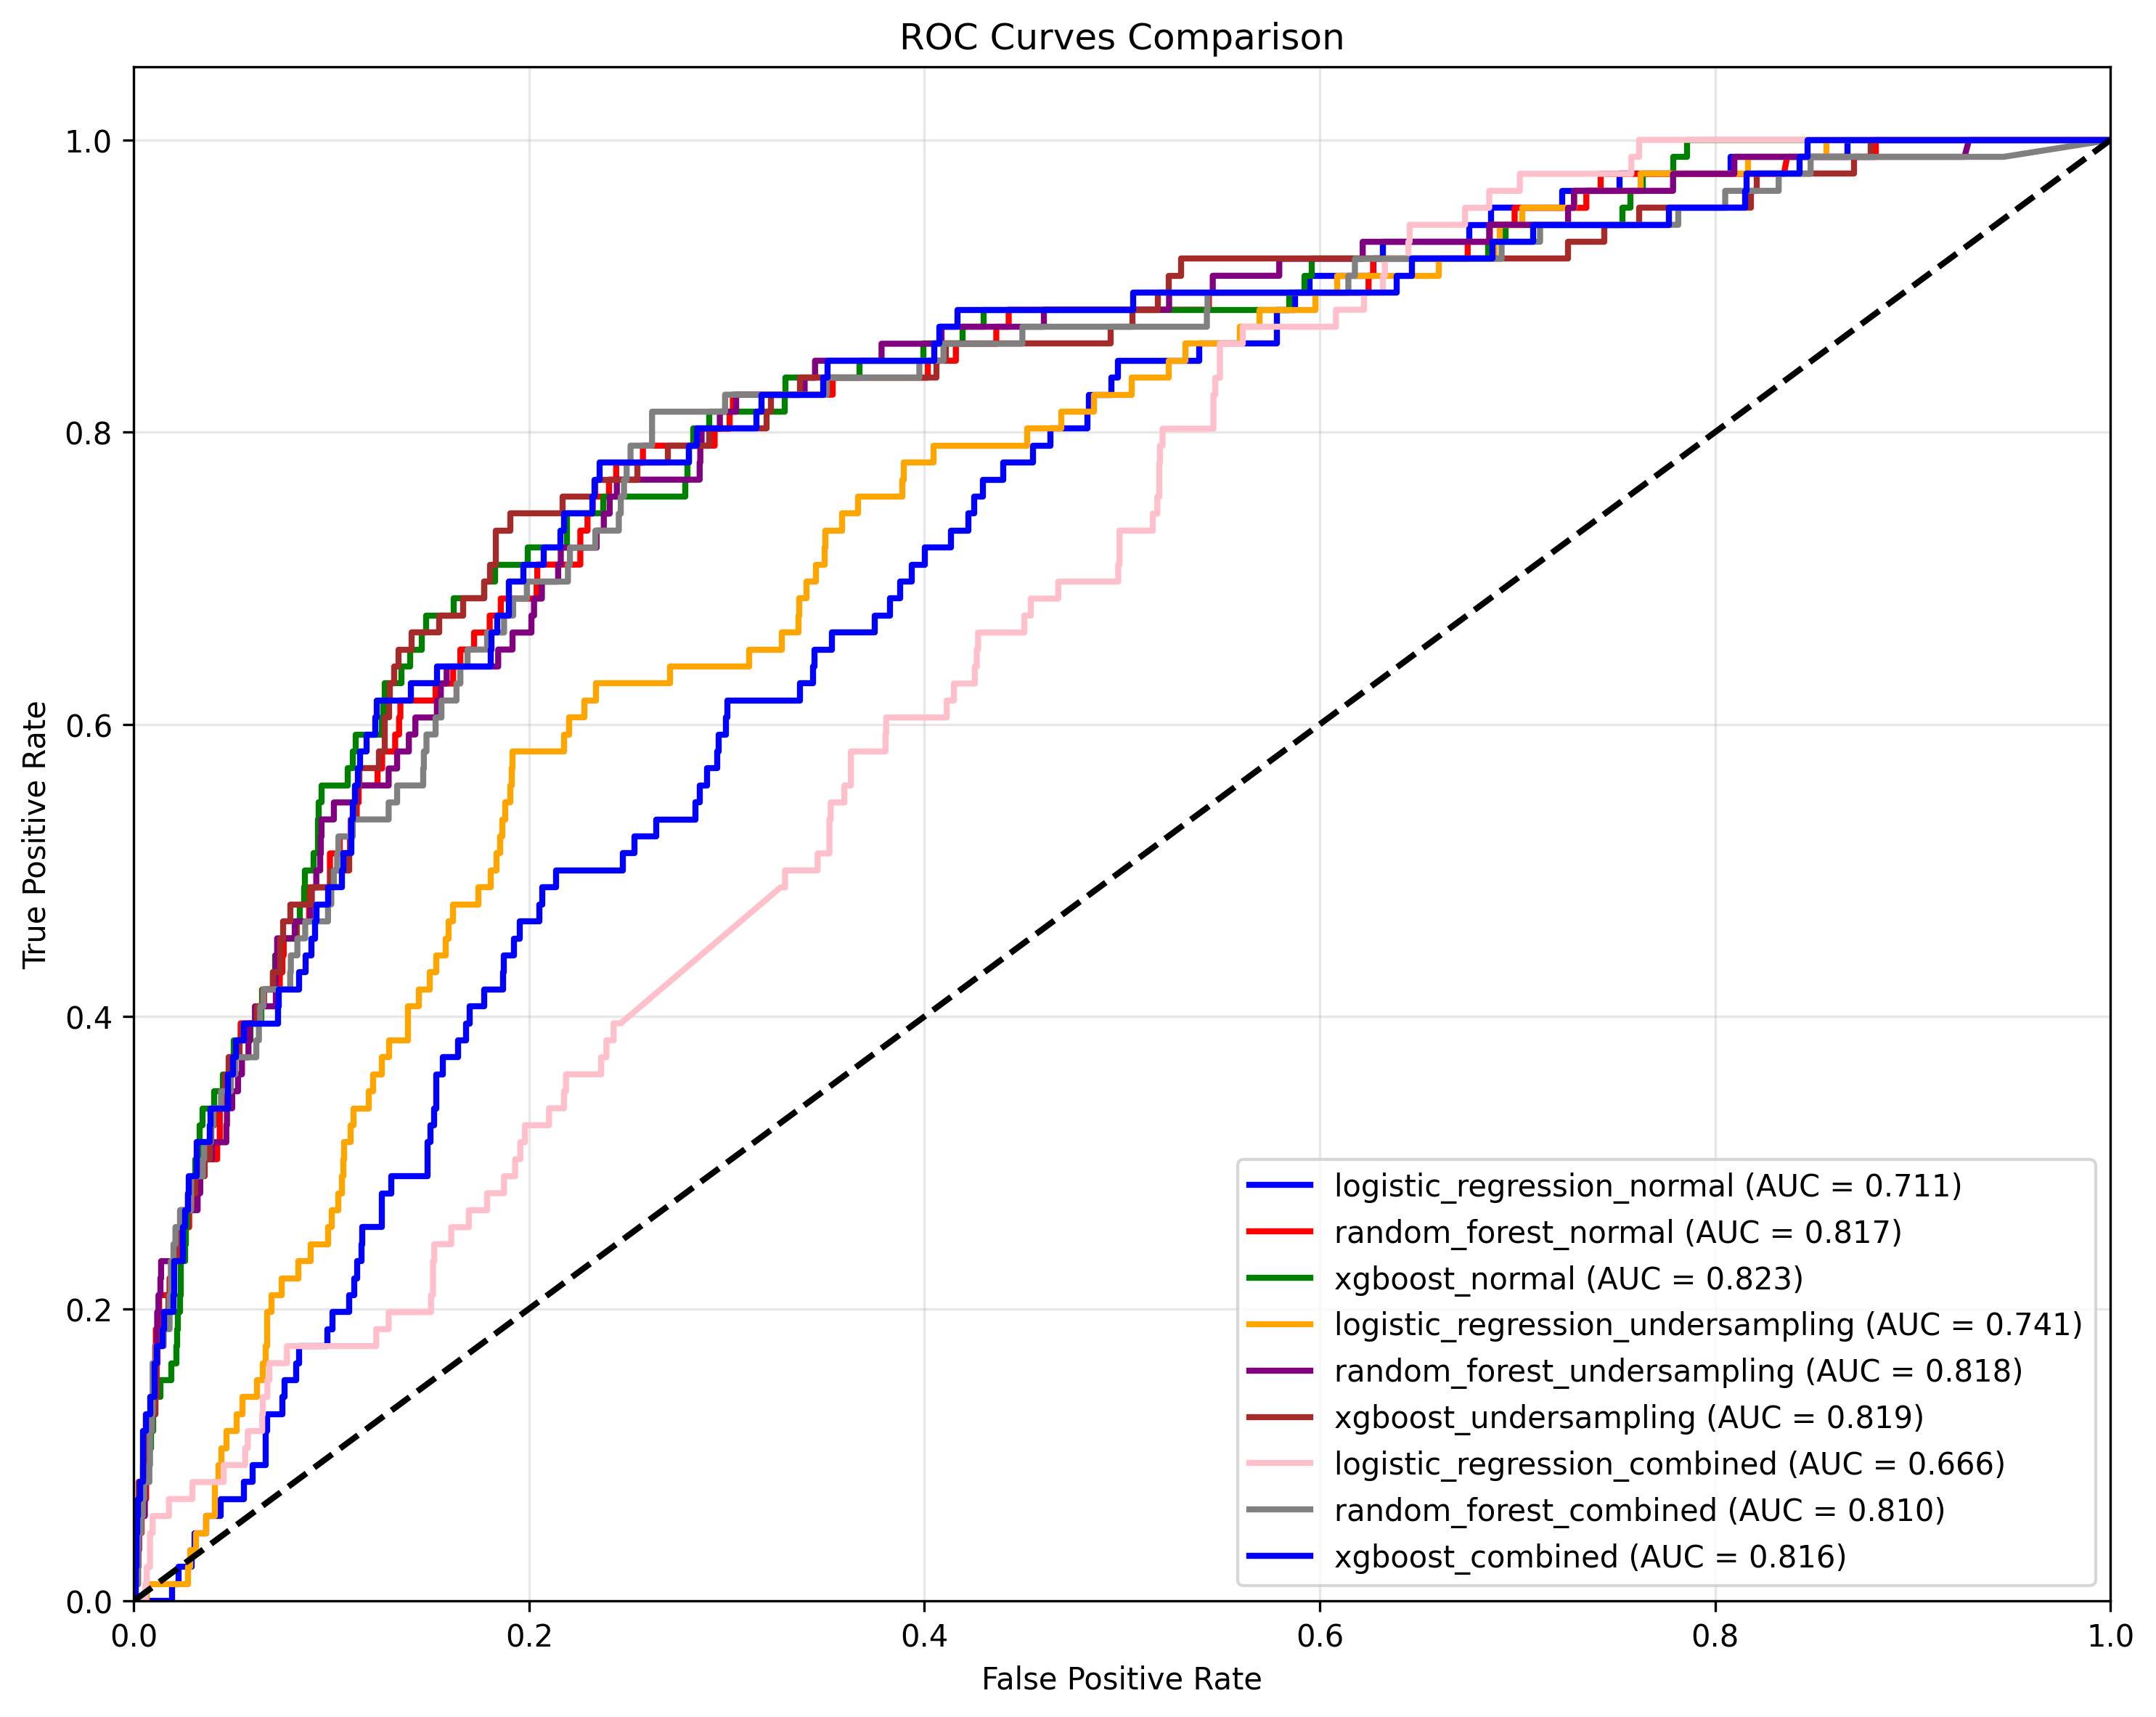 ROC Curves Comparison
1.0
0.8
0.6
0.4
0.2
0.0
True Positive Rate
logistic_regression_normal (AUC = 0.711)
random_forest_normal (AUC = 0.817)
xgboost_normal (AUC = 0.823)
logistic_regression_undersampling (AUC = 0.741)
random_forest_undersampling (AUC = 0.818)
xgboost_undersampling (AUC = 0.819)
logistic_regression_combined (AUC = 0.666)
random_forest_combined (AUC = 0.810)
xgboost_combined (AUC = 0.816)
0.0 0.2 0.4 0.6 0.8 1.0
False Positive Rate